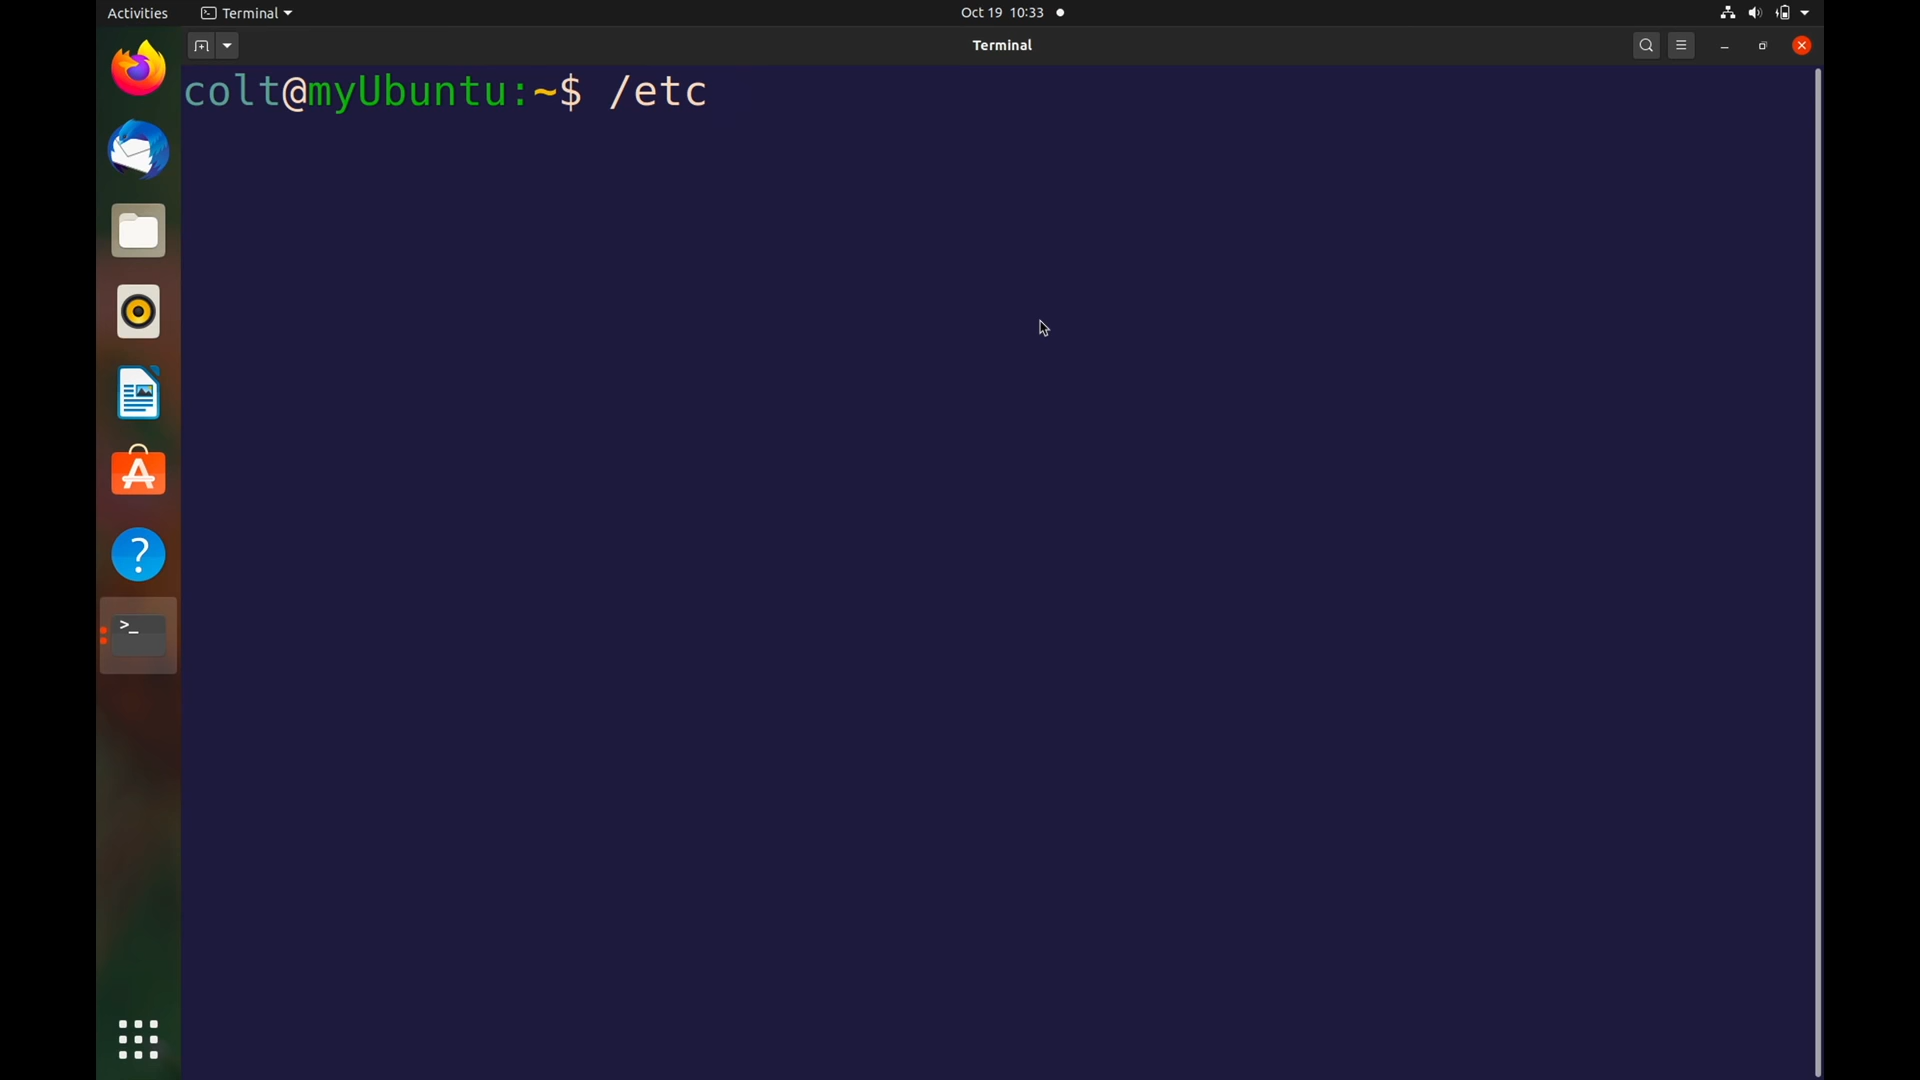 Activities Terminal Oct 19 10:33
Terminal
colt@myUbuntu:~$ /etc
>_